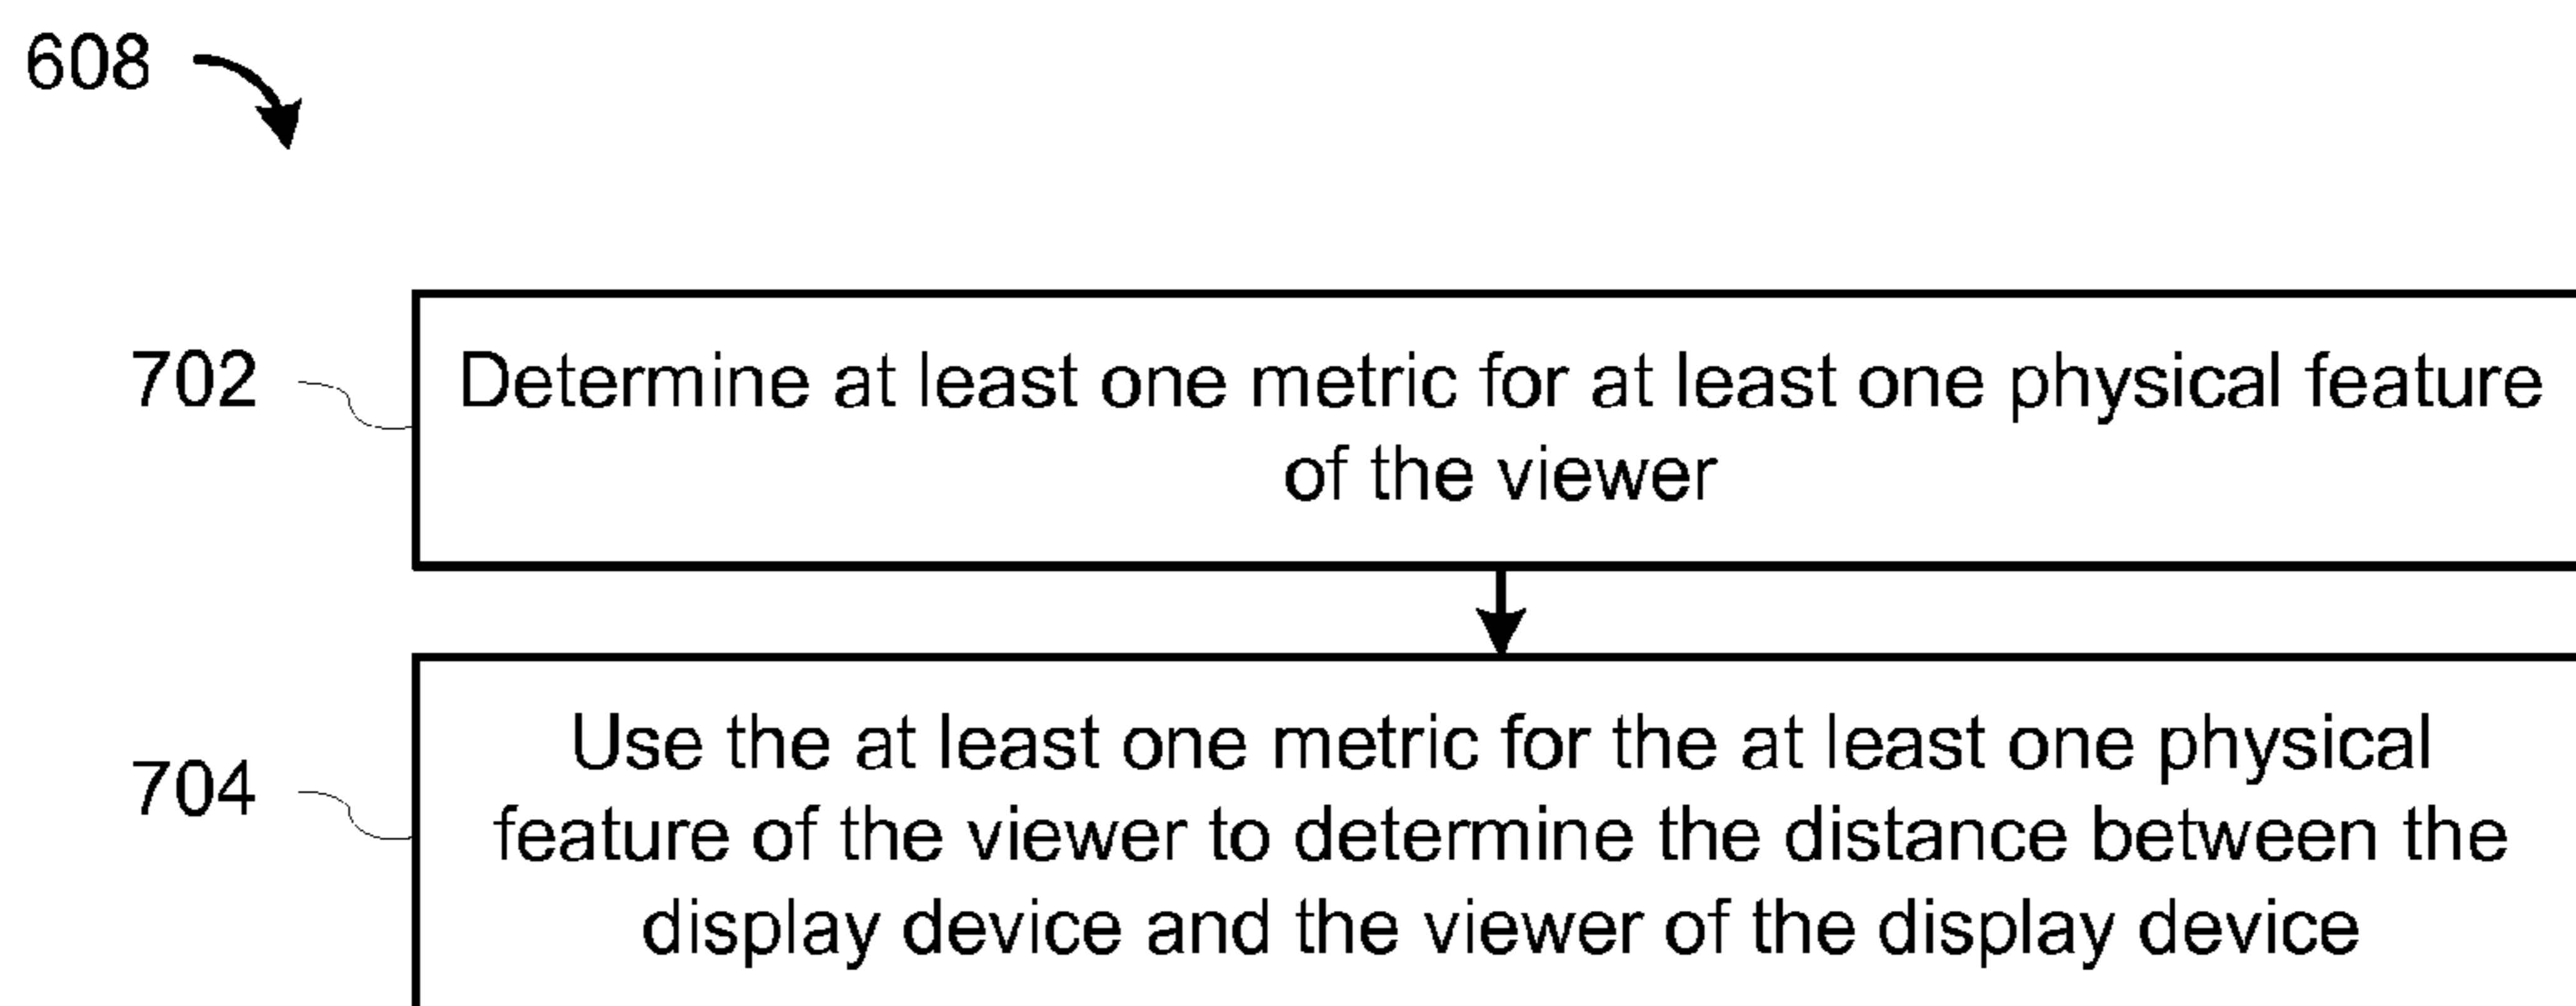 608
702
Determine at least one metric for at least one physical feature
of the viewer
704
Use the at least one metric for the at least one physical
feature of the viewer to determine the distance between the
display device and the viewer of the display device